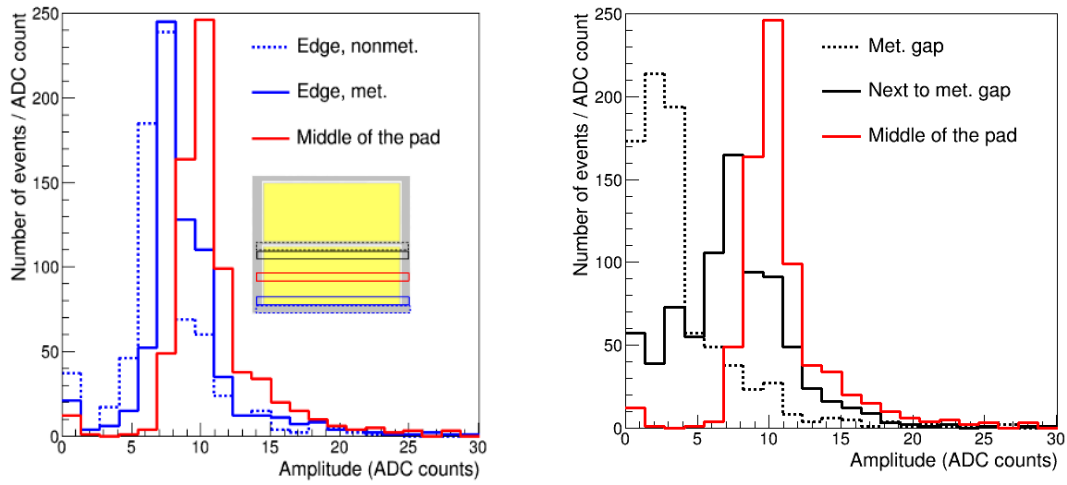 Number of events / ADC count
250
200
150
100
50
0
Edge, nonmet.
Edge, met.
Middle of the pad
0 5 10 15 20 25 30
Amplitude (ADC counts)
Number of events / ADC count
250
200
150
100
50
0
Met. gap
Next to met. gap
Middle of the pad
0 5 10 15 20 25 30
Amplitude (ADC counts)